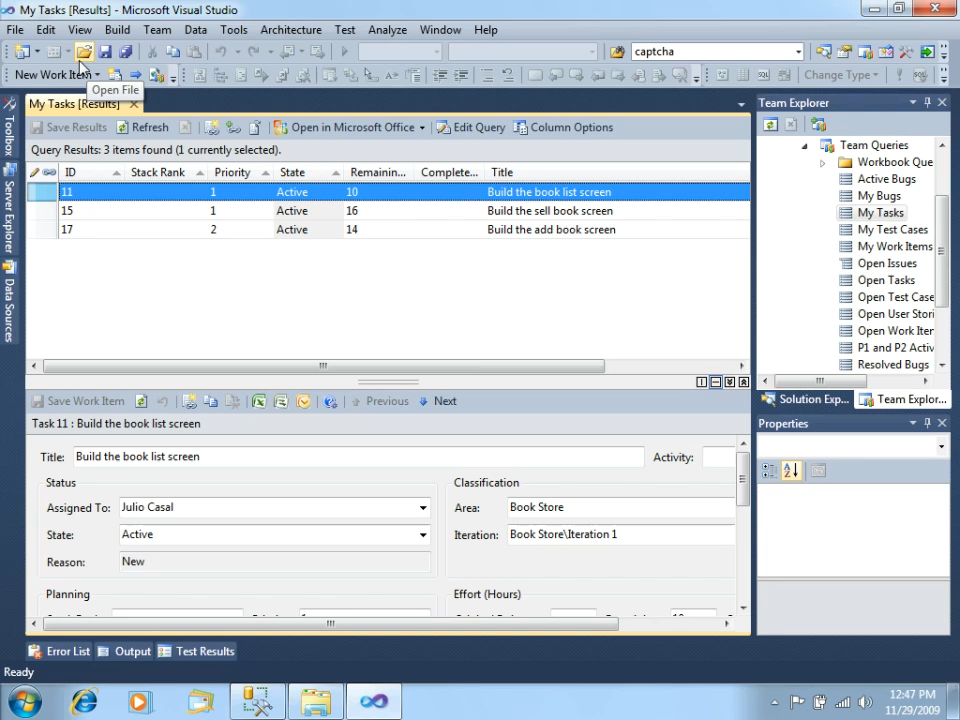 My Tasks [Results] - Microsoft Visual Studio
File Edit View Build Team Data Tools Architecture Test Analyze Window Help
captcha
New Work Item Change Type
Open File
My Tasks [Results]
Save Results Refresh Open in Microsoft Office Edit Query Column Options
Query Results: 3 items found (1 currently selected).
ID Stack Rank Priority State Remainin... Complete... Title
11 1 Active 10 Build the book list screen
15 1 Active 16 Build the sell book screen
17 2 Active 14 Build the add book screen
Toolbox
Server Explorer
Data Sources
Team Explorer
Team Queries
Workbook Que
Active Bugs
My Bugs
My Tasks
My Test Cases
My Work Items
Open Issues
Open Tasks
Open Test Case
Open User Stori
Open Work Iten
P1 and P2 Activ
Resolved Bugs
Solution Exp... Team Explor...
Properties
Save Work Item Previous Next
Task 11 : Build the book list screen
Title: Build the book list screen Activity:
Status Classification
Assigned To: Julio Casal Area: Book Store
State: Active Iteration: Book Store\Iteration 1
Reason: New
Planning Effort (Hours)
Error List Output Test Results
Ready
12:47 PM
11/29/2009